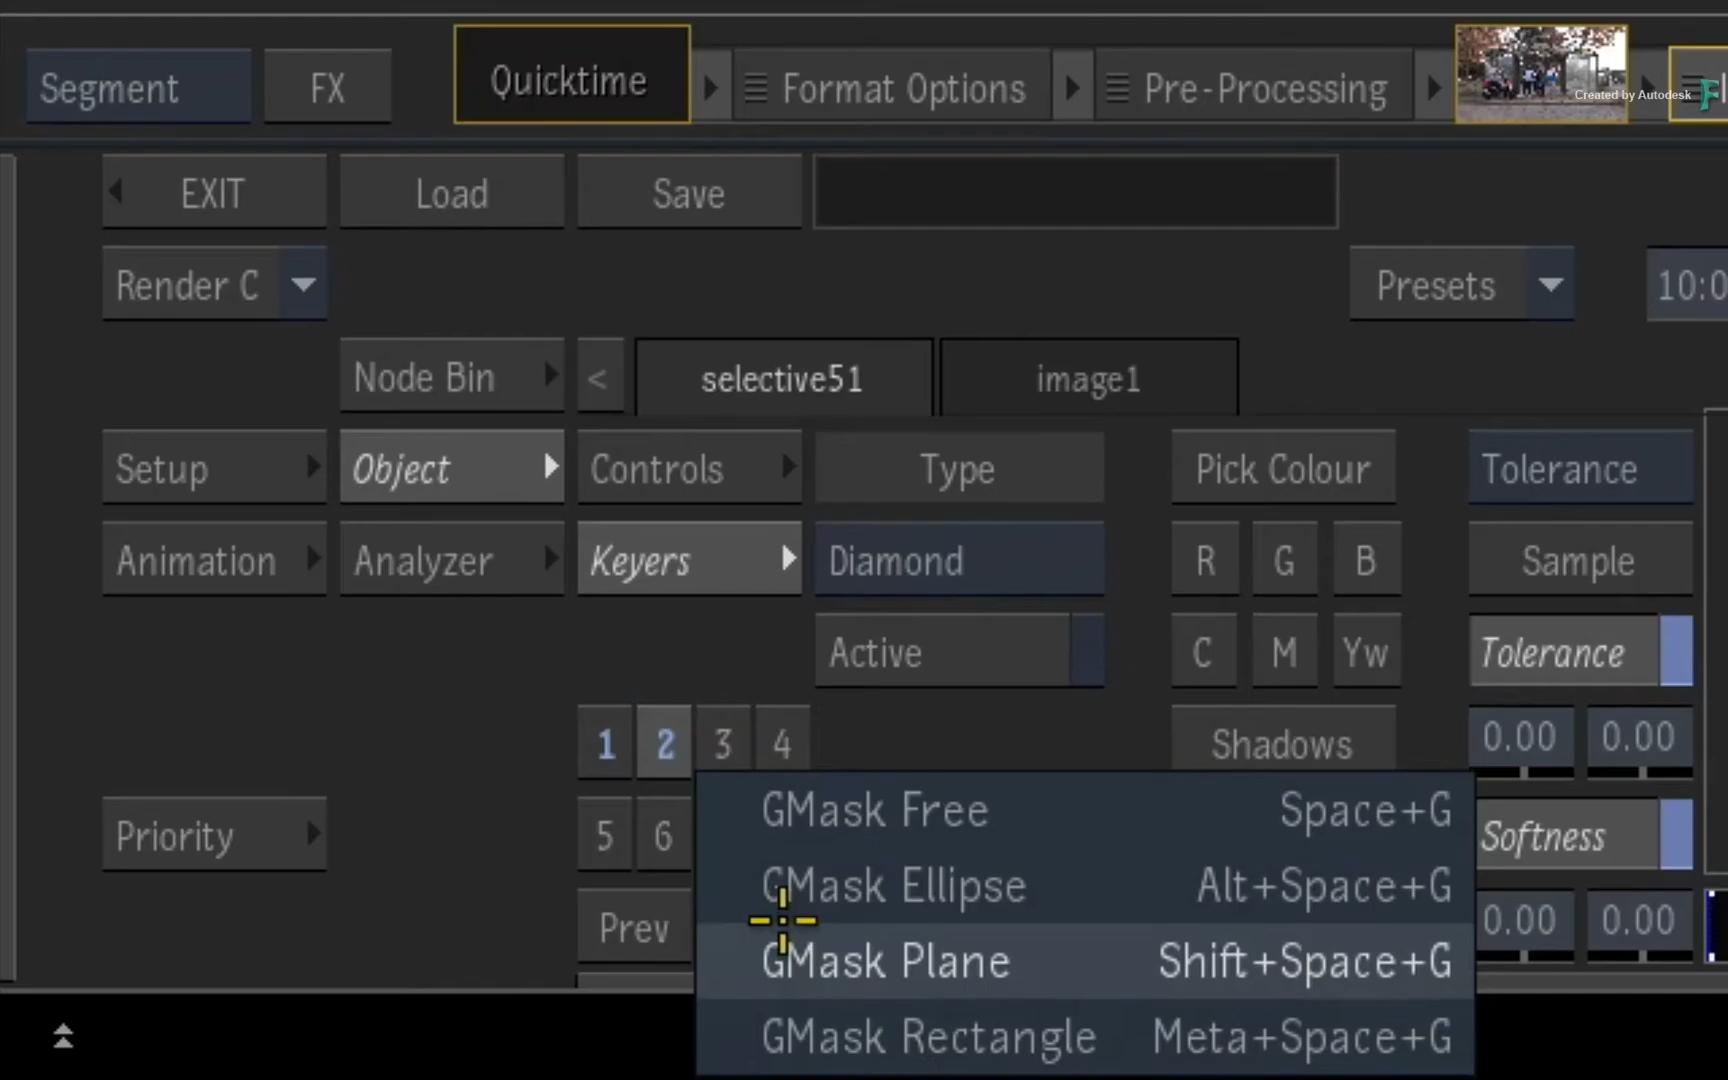 Segment FX Quicktime Format Options Pre-Processing Created by Autodesk Fl
EXIT Load Save
Render C Presets 10:0
Node Bin < selective51 image1
Setup Object Controls Type Pick Colour Tolerance
Animation Analyzer Keyers Diamond R G B Sample
Active C M Yw Tolerance
1 2 3 4 Shadows 0.00 0.00
GMask Free Space+G
Priority 5 6 Softness
GMask Ellipse Alt+Space+G
Prev 0.00 0.00
GMask Plane Shift+Space+G
GMask Rectangle Meta+Space+G